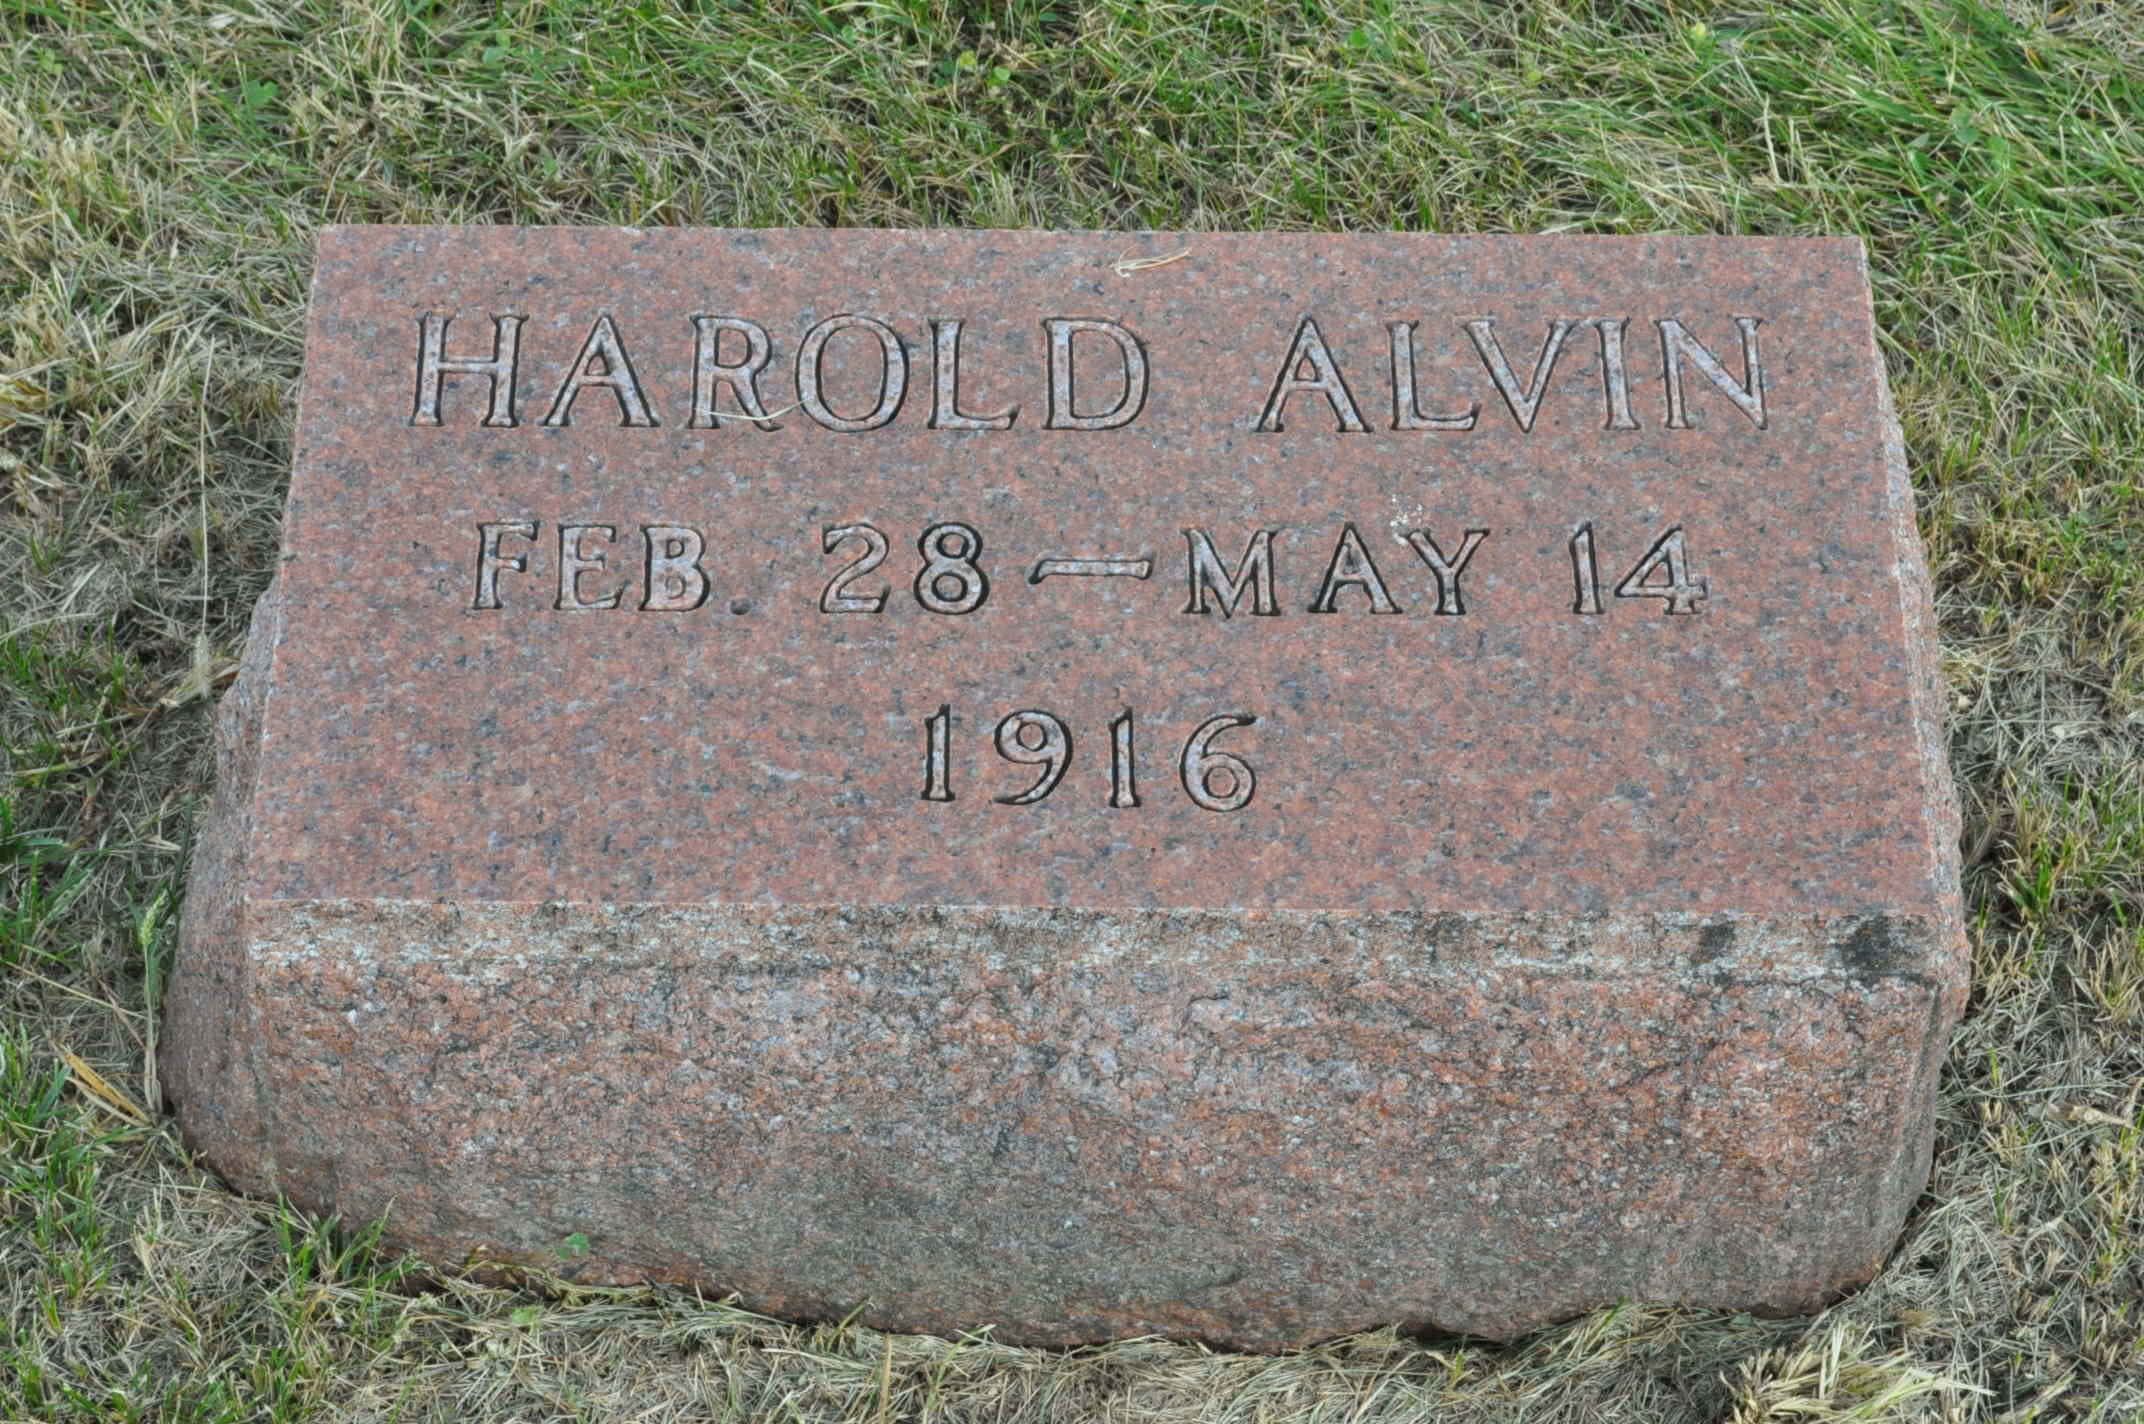 HAROLD ALVIN
FEB. 28 — MAY 14
1916